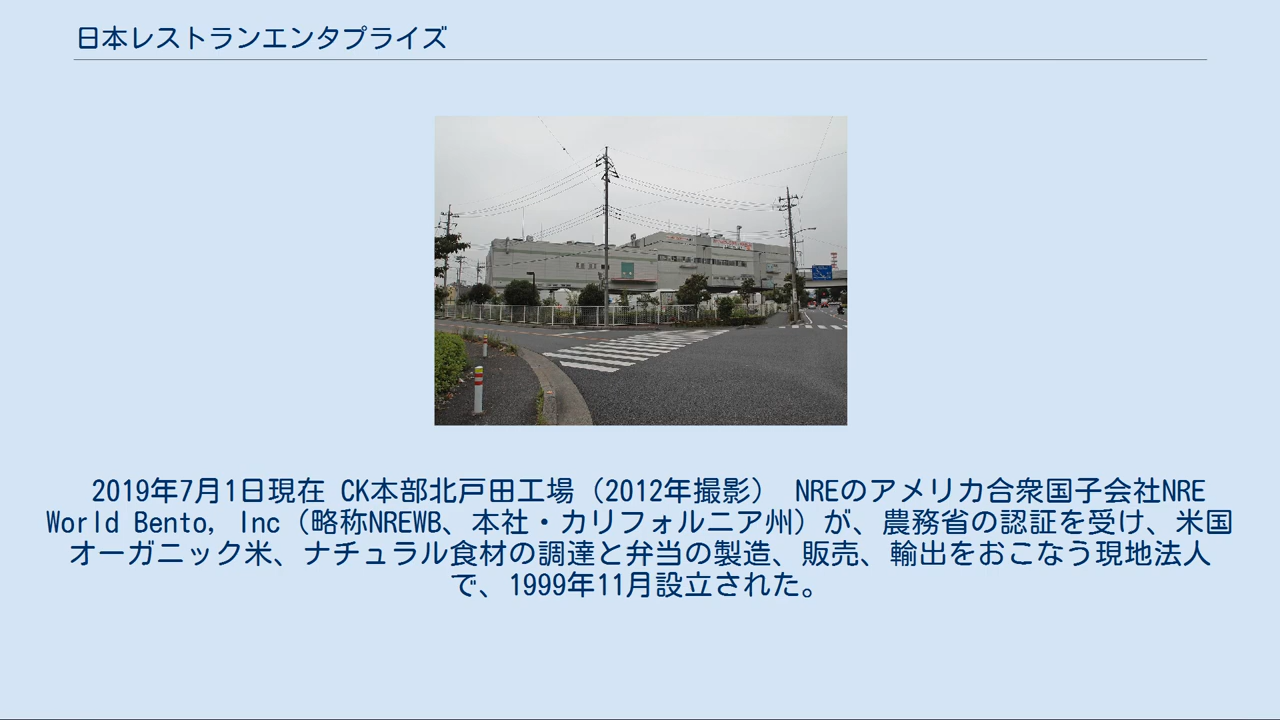 日本レストランエンタプライズ
2019年7月1日現在 CK本部北戸田工場（2012年撮影） NREのアメリカ合衆国子会社NRE
World Bento, Inc（略称NREWB、本社・カリフォルニア州）が、農務省の認証を受け、米国
オーガニック米、ナチュラル食材の調達と弁当の製造、販売、輸出をおこなう現地法人
で、1999年11月設立された。